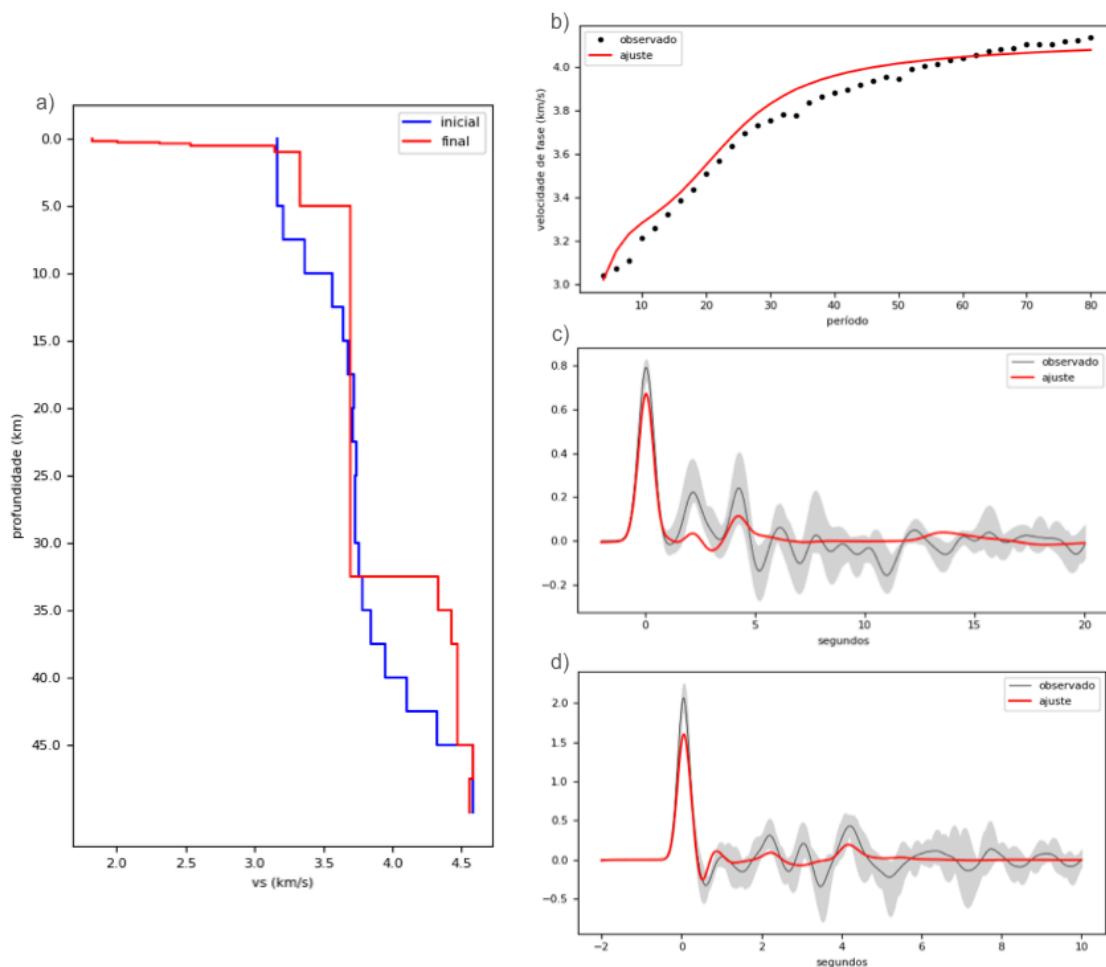 a)
inicial
final
0.0
5.0
10.0
15.0
20.0
25.0
30.0
35.0
40.0
45.0
profundidade (km)
2.0 2.5 3.0 3.5 4.0 4.5
vs (km/s)
b)
observado
ajuste
4.0
3.8
3.6
3.4
3.2
3.0
velocidade de fase (km/s)
10 20 30 40 50 60 70 80
período
c)
observado
ajuste
0.8
0.6
0.4
0.2
0.0
−0.2
0 5 10 15 20
segundos
d)
observado
ajuste
2.0
1.5
1.0
0.5
0.0
−0.5
−2 0 2 4 6 8 10
segundos